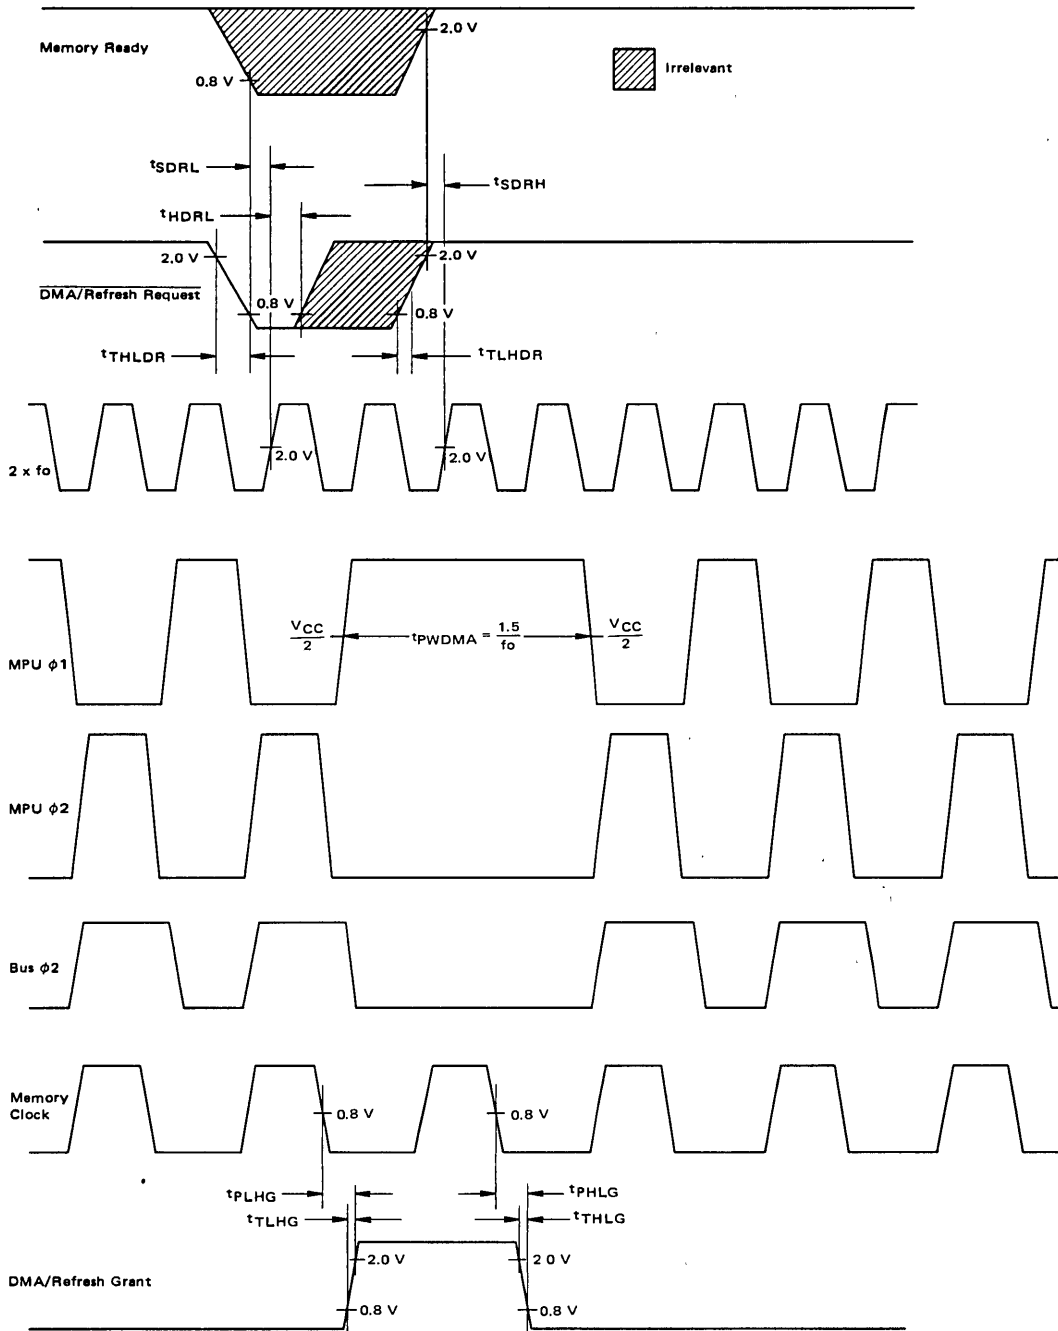 2.0 V
Memory Ready
0.8 V
Irrelevant
tSDRL
tSDRH
tHDRL
2.0 V
2.0 V
DMA/Refresh Request
0.8 V
0.8 V
tTHLDR
tTLHDR
2.0 V
2.0 V
2 x fo
VCC/2
tPWDMA = 1.5/fo
VCC/2
MPU ϕ1
MPU ϕ2
Bus ϕ2
Memory
Clock
0.8 V
0.8 V
tPLHG
tPHLG
tTLHG
tTHLG
2.0 V
2 0 V
DMA/Refresh Grant
0.8 V
0.8 V